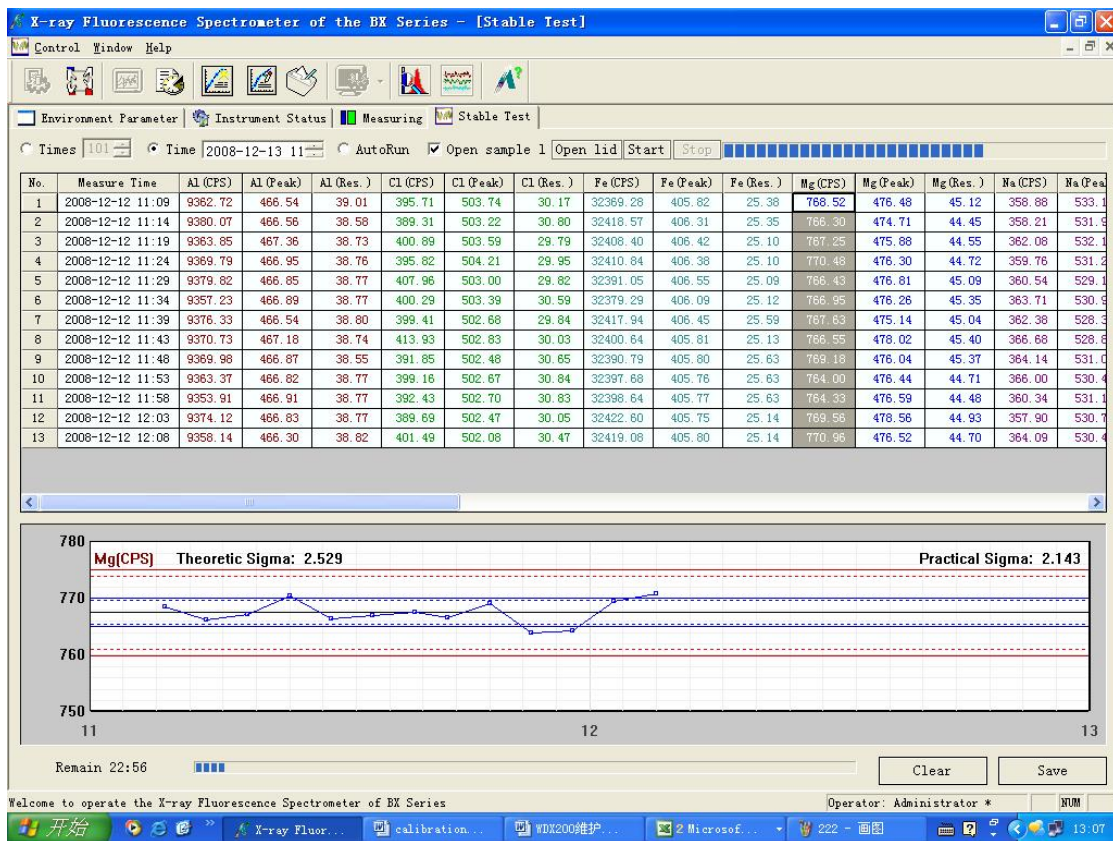 X-ray Fluorescence Spectrometer of the BX Series - [Stable Test]
Control Window Help
Environment Parameter Instrument Status Measuring Stable Test
Times 101 Time 2008-12-13 11 AutoRun Open sample l Open lid Start Stop
No. Measure Time Al(CPS) Al(Peak) Al(Res.) Cl(CPS) Cl(Peak) Cl(Res.) Fe(CPS) Fe(Peak) Fe(Res.) Mg(CPS) Mg(Peak) Mg(Res.) Na(CPS) Na(Pea
1 2008-12-12 11:09 9362.72 466.54 39.01 395.71 503.74 30.17 32369.28 405.82 25.38 768.52 476.48 45.12 358.88 533.1
2 2008-12-12 11:14 9380.07 466.56 38.58 389.31 503.22 30.80 32418.57 406.31 25.35 766.30 474.71 44.45 358.21 531.9
3 2008-12-12 11:19 9363.85 467.36 38.73 400.89 503.59 29.79 32408.40 406.42 25.10 767.25 475.88 44.55 362.08 532.1
4 2008-12-12 11:24 9369.79 466.95 38.76 395.82 504.21 29.95 32410.84 406.38 25.10 770.48 476.30 44.72 359.76 531.2
5 2008-12-12 11:29 9379.82 466.85 38.77 407.96 503.00 29.82 32391.05 406.55 25.09 766.43 476.81 45.09 360.54 529.1
6 2008-12-12 11:34 9357.23 466.89 38.77 400.29 503.39 30.59 32379.29 406.09 25.12 766.95 476.26 45.35 363.71 530.9
7 2008-12-12 11:39 9376.33 466.54 38.80 399.41 502.68 29.84 32417.94 406.45 25.59 767.63 475.14 45.04 362.38 528.3
8 2008-12-12 11:43 9370.73 467.18 38.74 413.93 502.83 30.03 32400.64 405.81 25.13 766.55 478.02 45.40 366.68 528.8
9 2008-12-12 11:48 9369.98 466.87 38.55 391.85 502.48 30.65 32390.79 405.80 25.63 769.18 476.04 45.37 364.14 531.0
10 2008-12-12 11:53 9363.37 466.82 38.77 399.16 502.67 30.84 32397.68 405.76 25.63 764.00 476.44 44.71 366.00 530.4
11 2008-12-12 11:58 9353.91 466.91 38.77 392.43 502.70 30.83 32398.64 405.77 25.63 764.33 476.59 44.48 360.34 531.1
12 2008-12-12 12:03 9374.12 466.83 38.77 389.69 502.47 30.05 32422.60 405.75 25.14 769.56 478.56 44.93 357.90 530.7
13 2008-12-12 12:08 9358.14 466.30 38.82 401.49 502.08 30.47 32419.08 405.80 25.14 770.96 476.52 44.70 364.09 530.4
780
Mg(CPS) Theoretic Sigma: 2.529 Practical Sigma: 2.143
770
760
750
11 12 13
Remain 22:56 Clear Save
Welcome to operate the X-ray Fluorescence Spectrometer of BX Series Operator: Administrator * NUM
开始 X-ray Fluor... calibration... WDX200维护... 2 Microsof... 222 - 画图 13:07